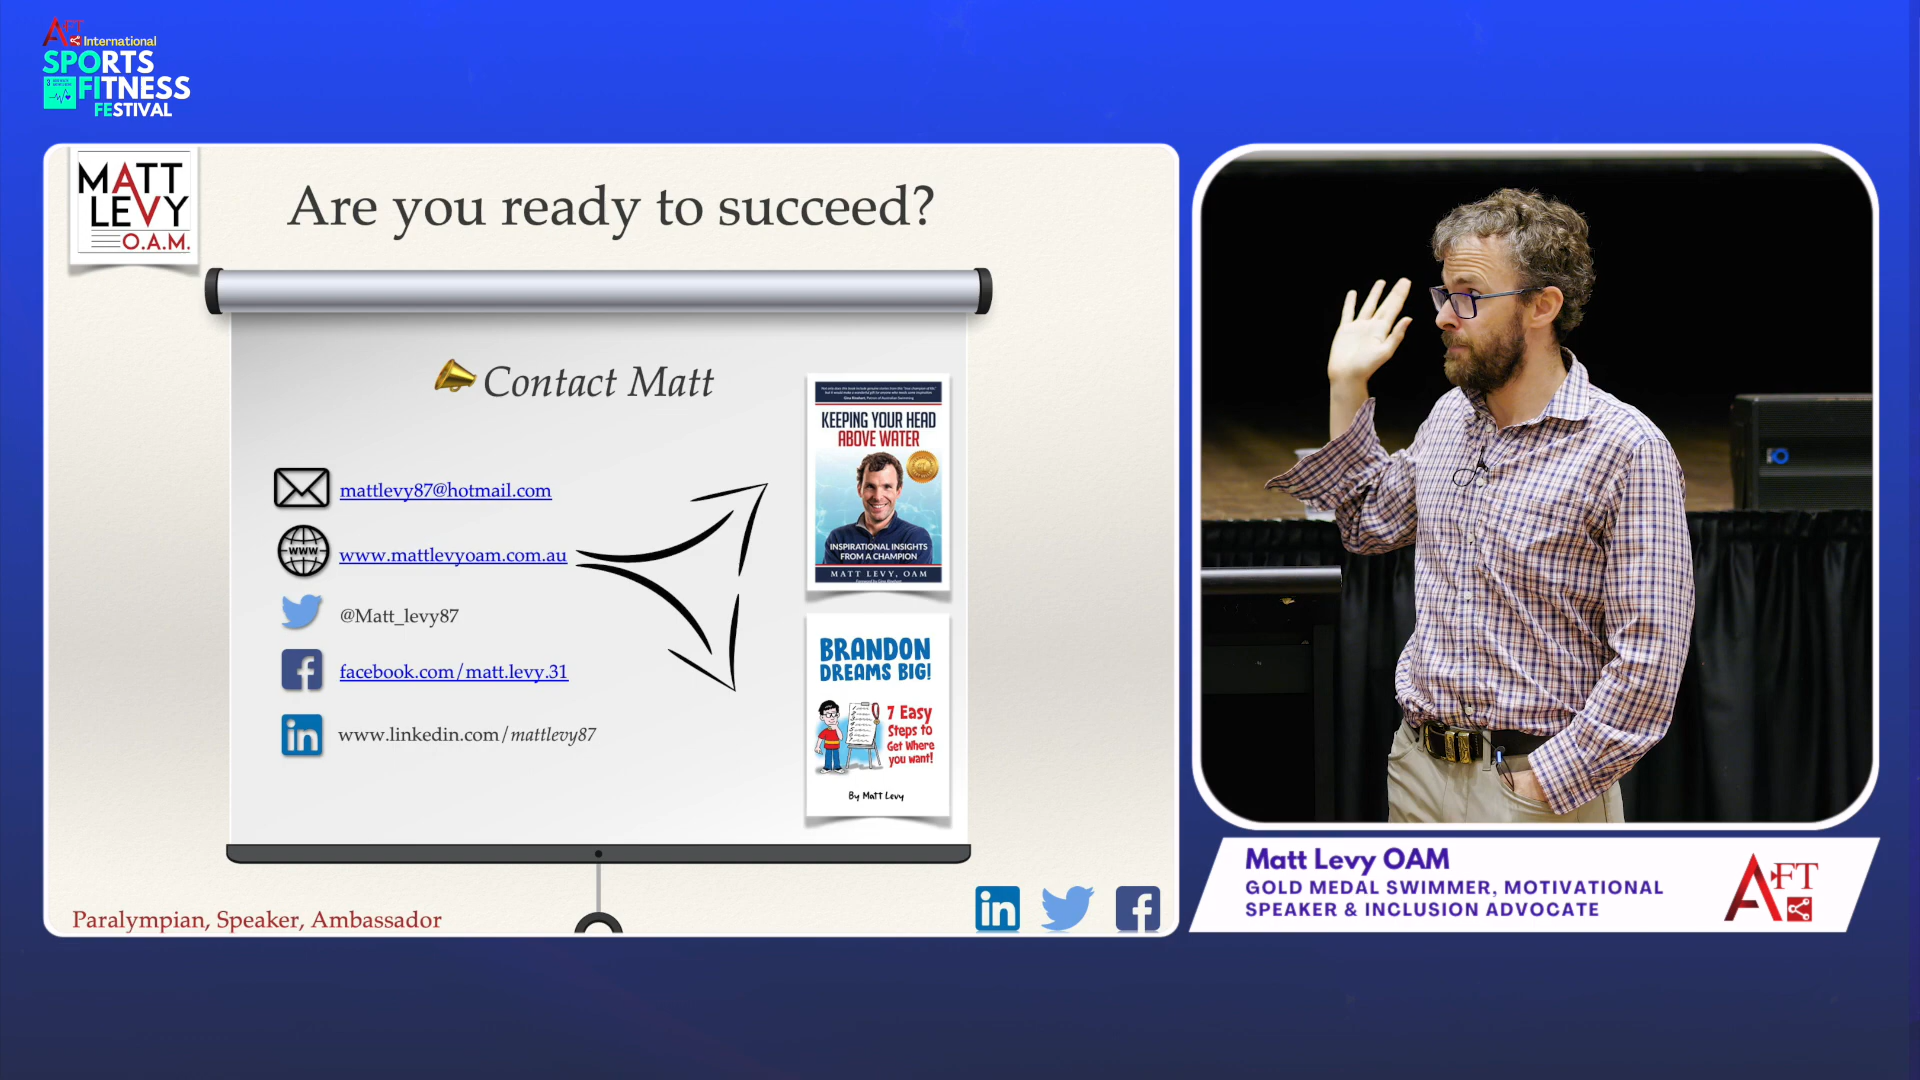 AFT International
SPORTS
FITNESS
FESTIVAL
MATT
LEVY
O.A.M.
Are you ready to succeed?
Contact Matt
mattlevy87@hotmail.com
www.mattlevyoam.com.au
@Matt_levy87
facebook.com/matt.levy.31
www.linkedin.com/mattlevy87
KEEPING YOUR HEAD
ABOVE WATER
INSPIRATIONAL INSIGHTS
FROM A CHAMPION
MATT LEVY, OAM
BRANDON
DREAMS BIG!
7 Easy
Steps to
Get Where
you want!
By Matt Levy
Paralympian, Speaker, Ambassador
Matt Levy OAM
GOLD MEDAL SWIMMER, MOTIVATIONAL
SPEAKER & INCLUSION ADVOCATE
AFT